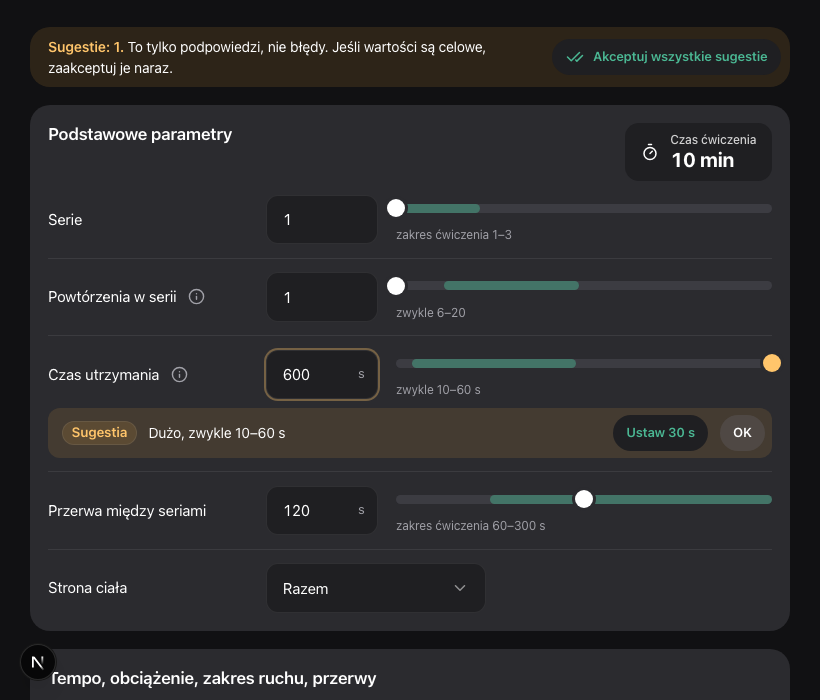 Sugestie: 1. To tylko podpowiedzi, nie błędy. Jeśli wartości są celowe,
zaakceptuj je naraz.
Akceptuj wszystkie sugestie
Podstawowe parametry
Czas ćwiczenia
10 min
Serie
1
zakres ćwiczenia 1–3
Powtórzenia w serii
1
zwykle 6–20
Czas utrzymania
600 s
zwykle 10–60 s
Sugestia Dużo, zwykle 10–60 s
Ustaw 30 s
OK
Przerwa między seriami
120 s
zakres ćwiczenia 60–300 s
Strona ciała
Razem
N
Tempo, obciążenie, zakres ruchu, przerwy